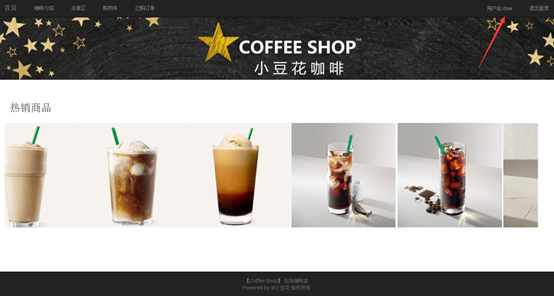 首页 咖啡介绍 点单区 购物车 已购订单 用户名:dow 退出登录
COFFEE SHOP™
小豆花咖啡
热销商品
【Coffee Shop】 在线咖啡店
Powered by @小豆花 版权所有